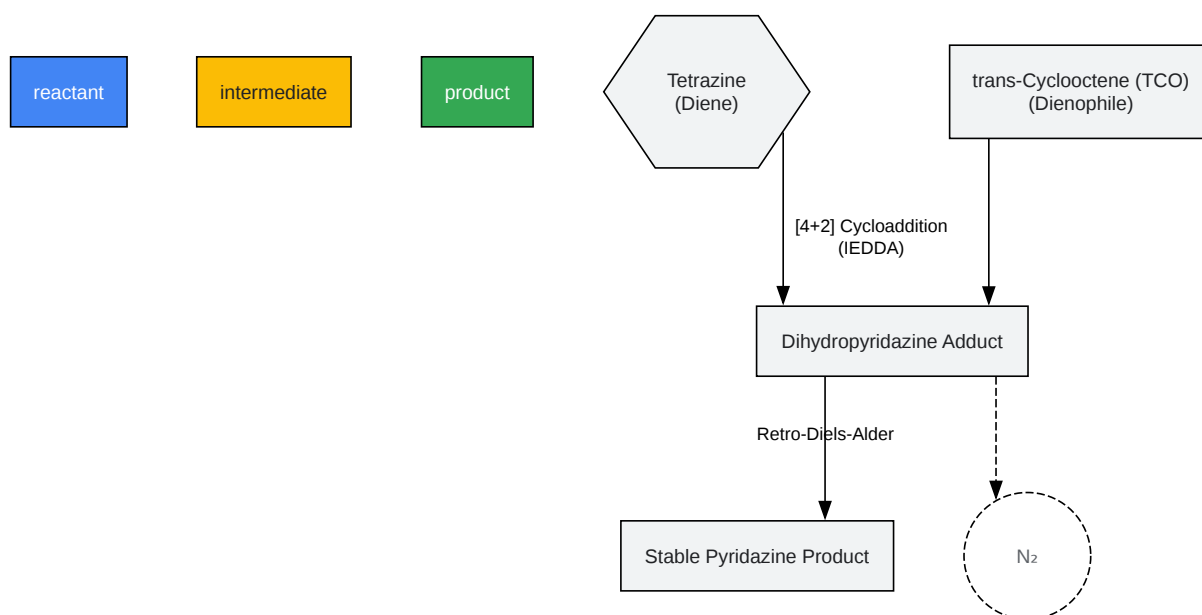 reactant
intermediate
product
Tetrazine
(Diene)
trans-Cyclooctene (TCO)
(Dienophile)
[4+2] Cycloaddition
(IEDDA)
Dihydropyridazine Adduct
Retro-Diels-Alder
Stable Pyridazine Product
N₂